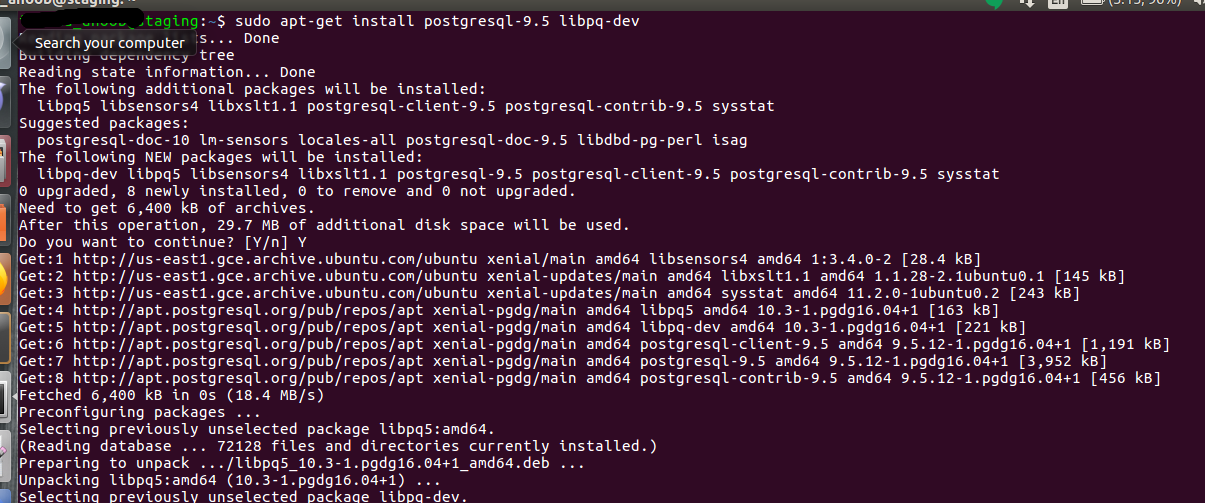 _anoob@staging: ~
En (3:15, 96%)
_anoob@staging:~$ sudo apt-get install postgresql-9.5 libpq-dev
Search your computer
ts... Done
Building dependency tree
Reading state information... Done
The following additional packages will be installed:
libpq5 libsensors4 libxslt1.1 postgresql-client-9.5 postgresql-contrib-9.5 sysstat
Suggested packages:
postgresql-doc-10 lm-sensors locales-all postgresql-doc-9.5 libdbd-pg-perl isag
The following NEW packages will be installed:
libpq-dev libpq5 libsensors4 libxslt1.1 postgresql-9.5 postgresql-client-9.5 postgresql-contrib-9.5 sysstat
0 upgraded, 8 newly installed, 0 to remove and 0 not upgraded.
Need to get 6,400 kB of archives.
After this operation, 29.7 MB of additional disk space will be used.
Do you want to continue? [Y/n] Y
Get:1 http://us-east1.gce.archive.ubuntu.com/ubuntu xenial/main amd64 libsensors4 amd64 1:3.4.0-2 [28.4 kB]
Get:2 http://us-east1.gce.archive.ubuntu.com/ubuntu xenial-updates/main amd64 libxslt1.1 amd64 1.1.28-2.1ubuntu0.1 [145 kB]
Get:3 http://us-east1.gce.archive.ubuntu.com/ubuntu xenial-updates/main amd64 sysstat amd64 11.2.0-1ubuntu0.2 [243 kB]
Get:4 http://apt.postgresql.org/pub/repos/apt xenial-pgdg/main amd64 libpq5 amd64 10.3-1.pgdg16.04+1 [163 kB]
Get:5 http://apt.postgresql.org/pub/repos/apt xenial-pgdg/main amd64 libpq-dev amd64 10.3-1.pgdg16.04+1 [221 kB]
Get:6 http://apt.postgresql.org/pub/repos/apt xenial-pgdg/main amd64 postgresql-client-9.5 amd64 9.5.12-1.pgdg16.04+1 [1,191 kB]
Get:7 http://apt.postgresql.org/pub/repos/apt xenial-pgdg/main amd64 postgresql-9.5 amd64 9.5.12-1.pgdg16.04+1 [3,952 kB]
Get:8 http://apt.postgresql.org/pub/repos/apt xenial-pgdg/main amd64 postgresql-contrib-9.5 amd64 9.5.12-1.pgdg16.04+1 [456 kB]
Fetched 6,400 kB in 0s (18.4 MB/s)
Preconfiguring packages ...
Selecting previously unselected package libpq5:amd64.
(Reading database ... 72128 files and directories currently installed.)
Preparing to unpack .../libpq5_10.3-1.pgdg16.04+1_amd64.deb ...
Unpacking libpq5:amd64 (10.3-1.pgdg16.04+1) ...
Selecting previously unselected package libpq-dev.